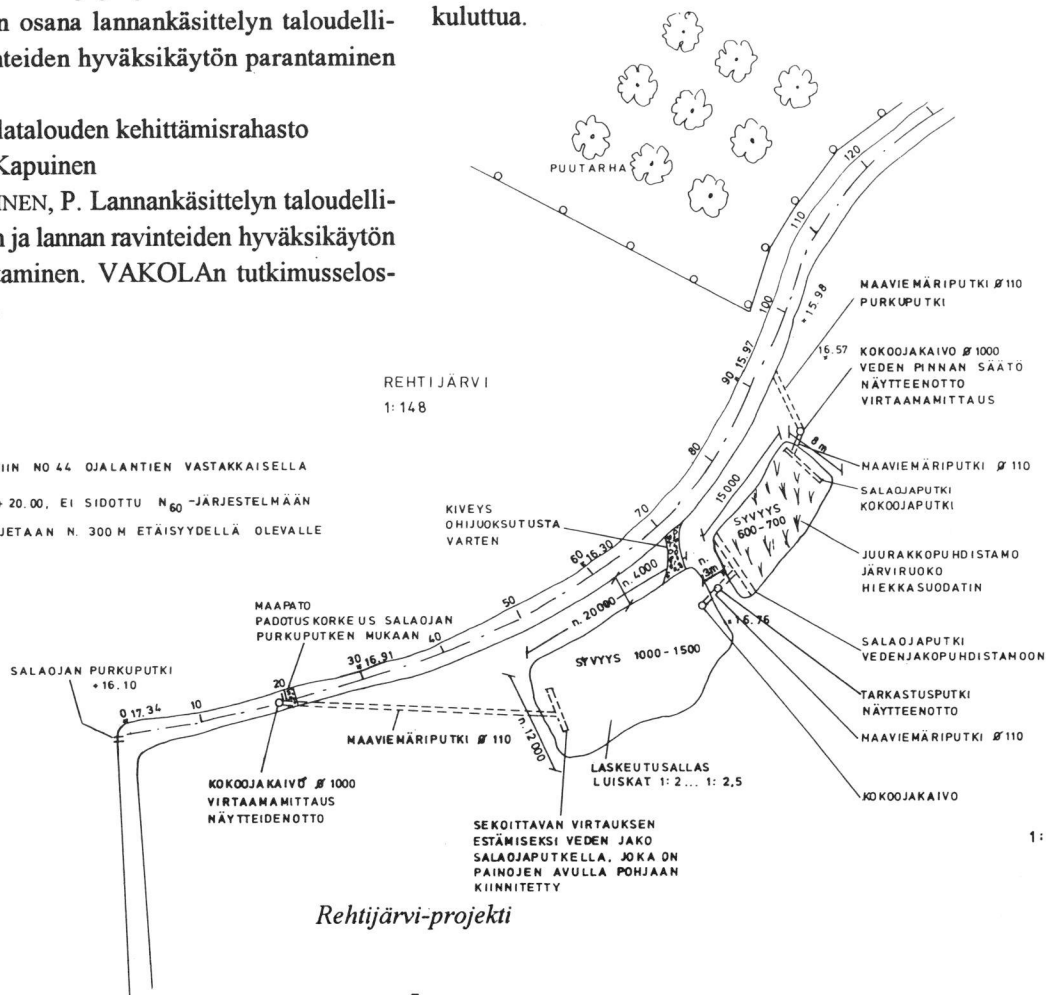 n osana lannankäsittelyn taloudelli-
nteiden hyväksikäytön parantaminen
latalouden kehittämisrahasto
Kapuinen
INEN, P. Lannankäsittelyn taloudelli-
n ja lannan ravinteiden hyväksikäytön
taminen. VAKOLAn tutkimusselos-
kuluttua.
PUUTARHA
120
110
100
+15.98
90 15.97
80
70
60 16.30
50
40
30 16.91
20
10
0 17.34
MAAVIEMÄRIPUTKI Ø 110
PURKUPUTKI
16.57
KOKOOJAKAIVO Ø 1000
VEDEN PINNAN SÄÄTÖ
NÄYTTEENOTTO
VIRTAAMAMITTAUS
8m
MAAVIEMÄRIPUTKI Ø 110
SALAOJAPUTKI
KOKOOJAPUTKI
15000
SYVYYS
600-700
JUURAKKOPUHDISTAMO
JÄRVIRUOKO
HIEKKASUODATIN
n.
3m
+16.76
SALAOJAPUTKI
VEDENJAKOPUHDISTAMOON
TARKASTUSPUTKI
NÄYTTEENOTTO
MAAVIEMÄRIPUTKI Ø 110
KOKOOJAKAIVO
REHTIJÄRVI
1:148
IIN NO 44 OJALANTIEN VASTAKKAISELLA
+ 20.00, EI SIDOTTU N60 -JÄRJESTELMÄÄN
JETAAN N. 300 M ETÄISYYDELLÄ OLEVALLE
KIVEYS
OHIJUOKSUTUSTA
VARTEN
n. 4000
n. 20000
SYVYYS 1000-1500
n. 12000
MAAPATO
PADOTUSKORKEUS SALAOJAN
PURKUPUTKEN MUKAAN
SALAOJAN PURKUPUTKI
+16.10
MAAVIEMÄRIPUTKI Ø 110
KOKOOJAKAIVO Ø 1000
VIRTAAMAMITTAUS
NÄYTTEIDENOTTO
LASKEUTUSALLAS
LUISKAT 1:2... 1:2,5
SEKOITTAVAN VIRTAUKSEN
ESTÄMISEKSI VEDEN JAKO
SALAOJAPUTKELLA, JOKA ON
PAINOJEN AVULLA POHJAAN
KIINNITETTY
1:
Rehtijärvi-projekti